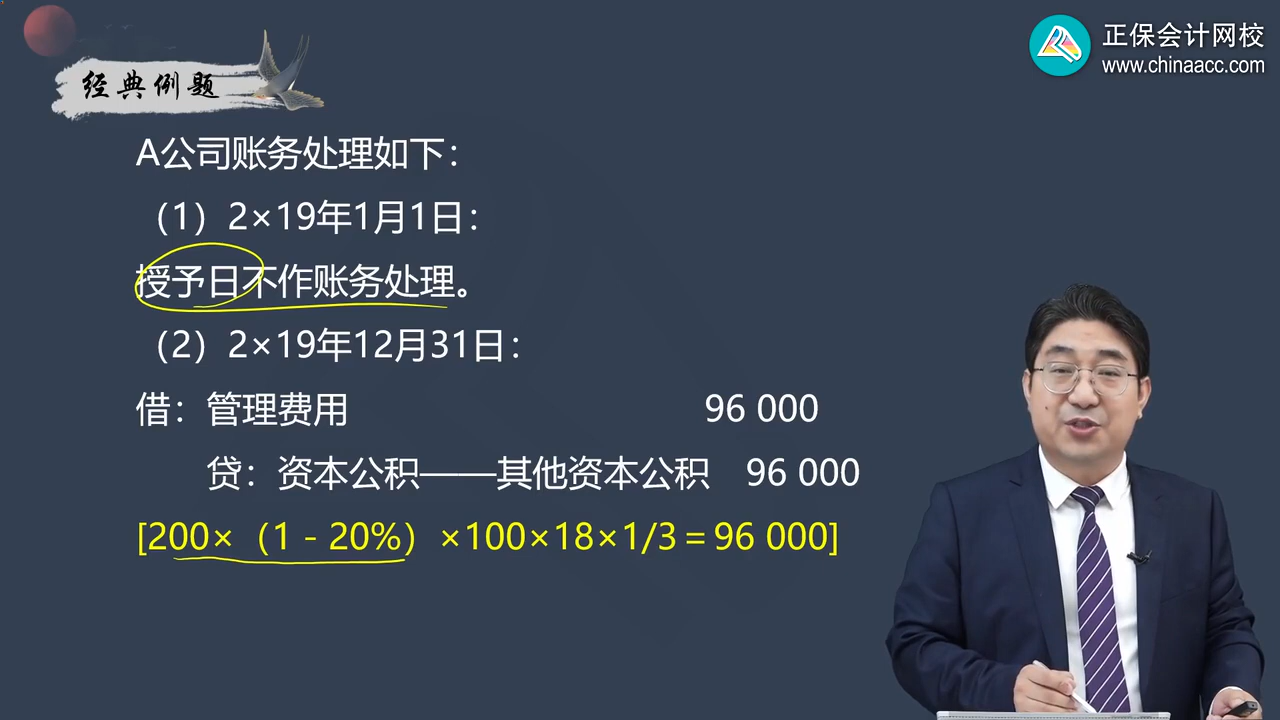 正保会计网校
www.chinaacc.com
经典例题
A公司账务处理如下：
（1）2×19年1月1日：
授予日不作账务处理。
（2）2×19年12月31日：
借：管理费用 96 000
贷：资本公积——其他资本公积 96 000
[200×（1－20%）×100×18×1/3＝96 000]